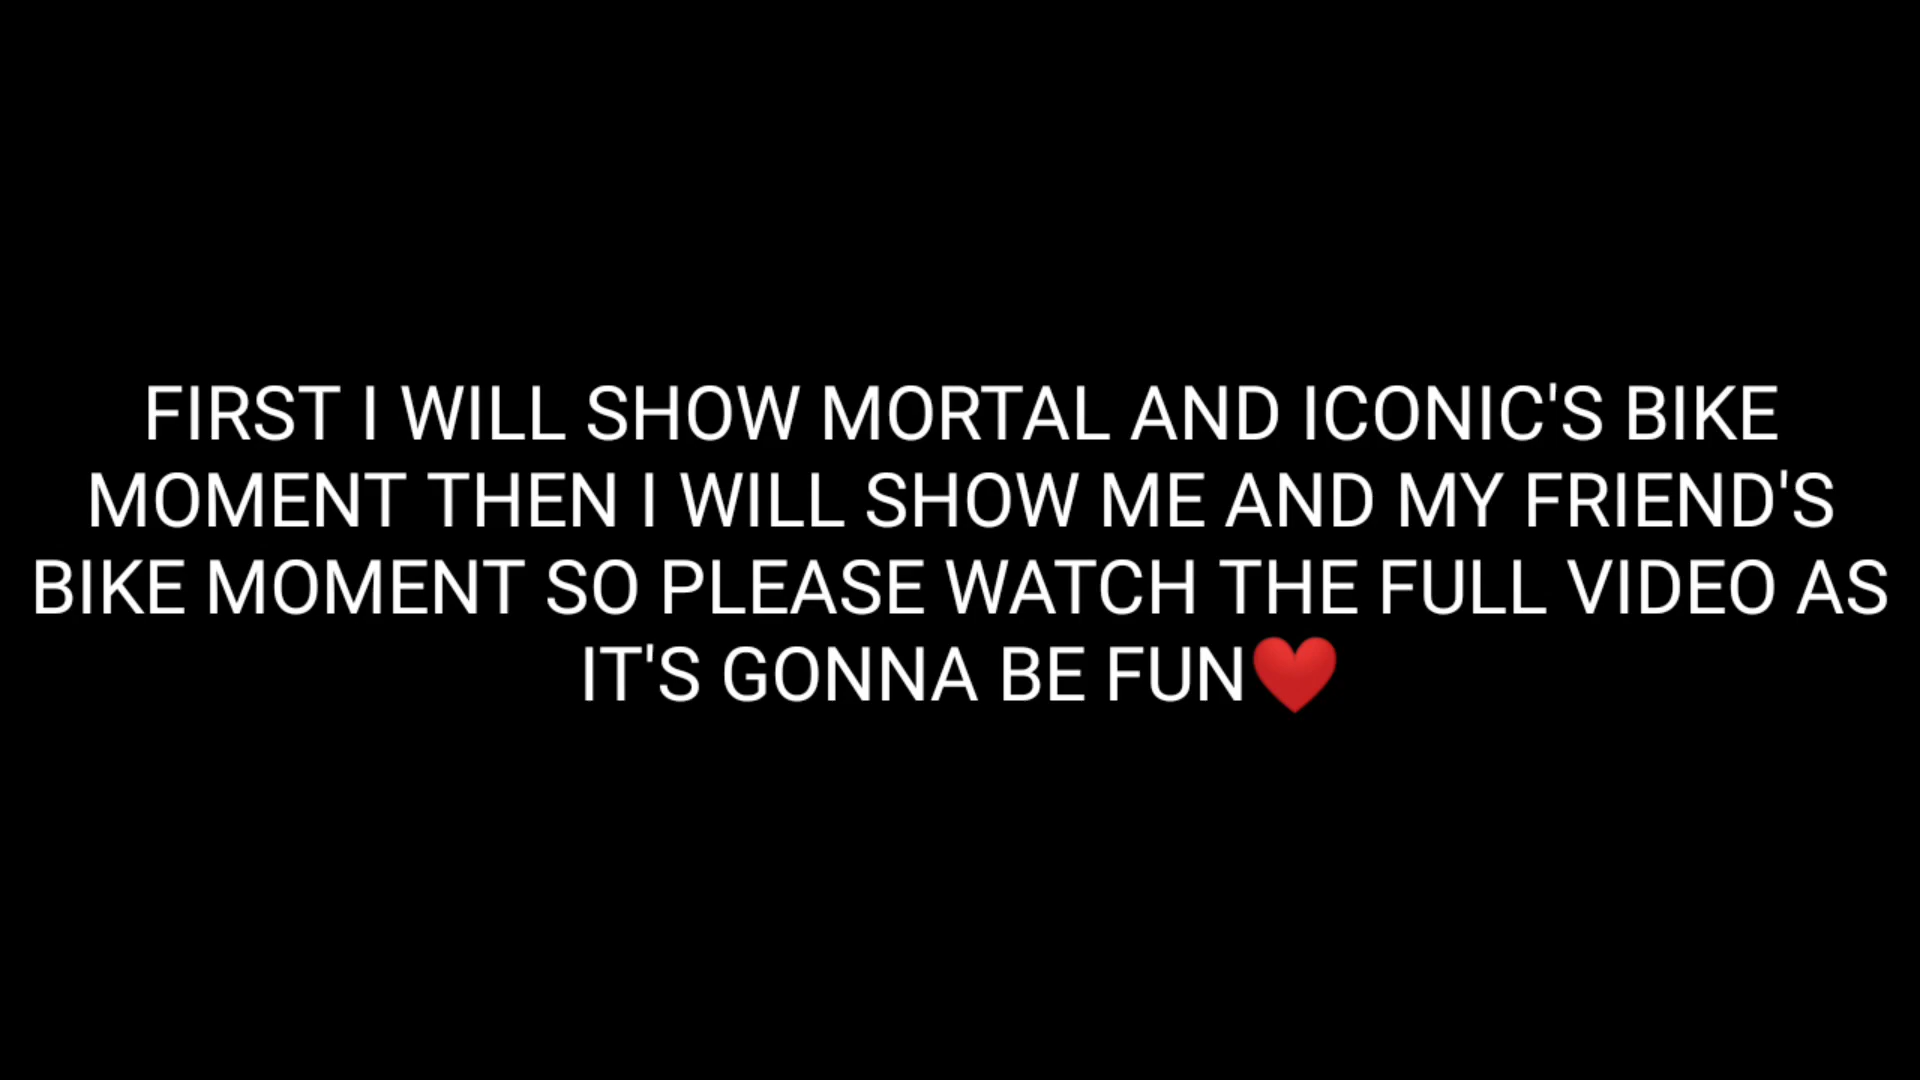 FIRST I WILL SHOW MORTAL AND ICONIC'S BIKE
MOMENT THEN I WILL SHOW ME AND MY FRIEND'S
BIKE MOMENT SO PLEASE WATCH THE FULL VIDEO AS
IT'S GONNA BE FUN❤️